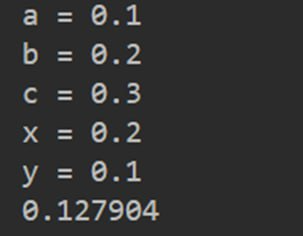 a = 0.1
b = 0.2
c = 0.3
x = 0.2
y = 0.1
0.127904